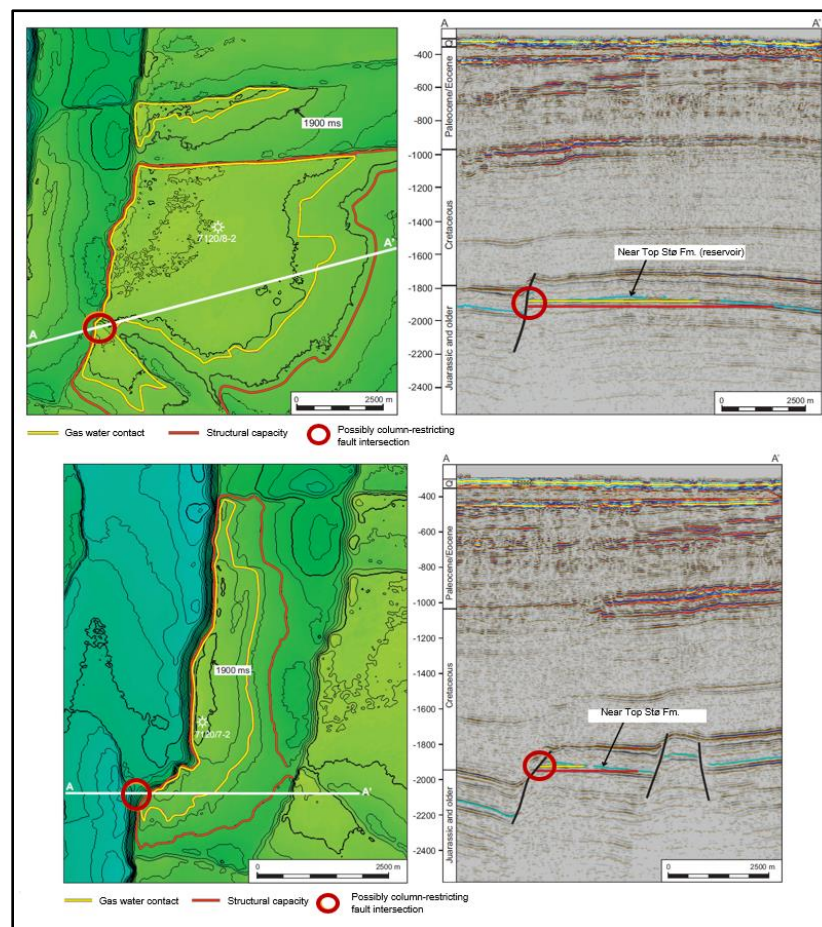 A
A'
-400
-600
-800
-1000
-1200
-1400
-1600
-1800
-2000
-2200
-2400
Q
Paleocene/Eocene
Cretaceous
Juarassic and older
1900 ms
7120/8-2
A
A'
Near Top Stø Fm. (reservoir)
0 2500 m
0 2500 m
Gas water contact
Structural capacity
Possibly column-restricting
fault intersection
A
A'
-400
-600
-800
-1000
-1200
-1400
-1600
-1800
-2000
-2200
-2400
Q
Paleocene/Eocene
Cretaceous
Jurassic and older
1900 ms
7120/7-2
A
A'
Near Top Stø Fm.
0 2500 m
0 2500 m
Gas water contact
Structural capacity
Possibly column-restricting
fault intersection